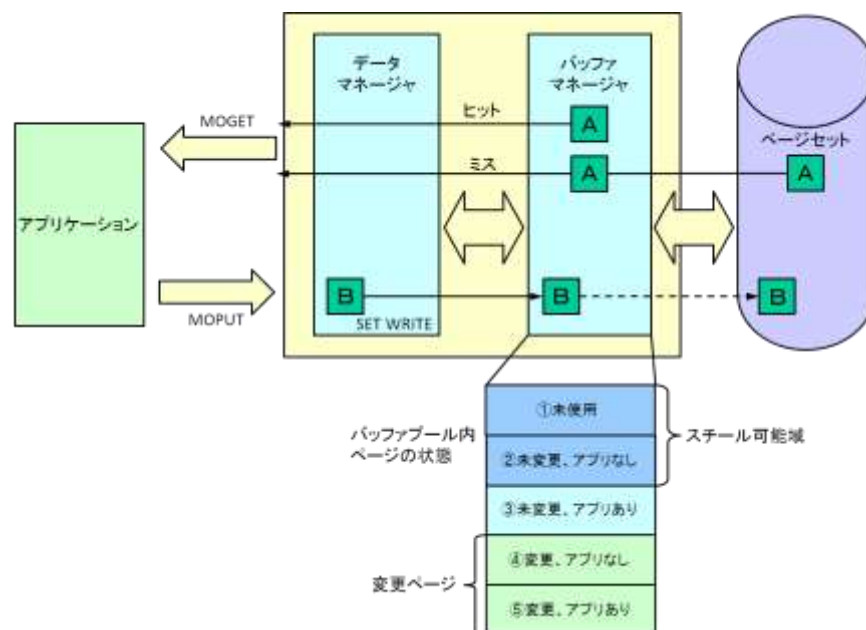 データ
マネージャ
バッファ
マネージャ
ページセット
アプリケーション
MOGET
MOPUT
ヒット
A
ミス
A
A
B
B
B
SET WRITE
バッファプール内
ページの状態
①未使用
②未変更、アプリなし
③未変更、アプリあり
④変更、アプリなし
⑤変更、アプリあり
スチール可能域
変更ページ